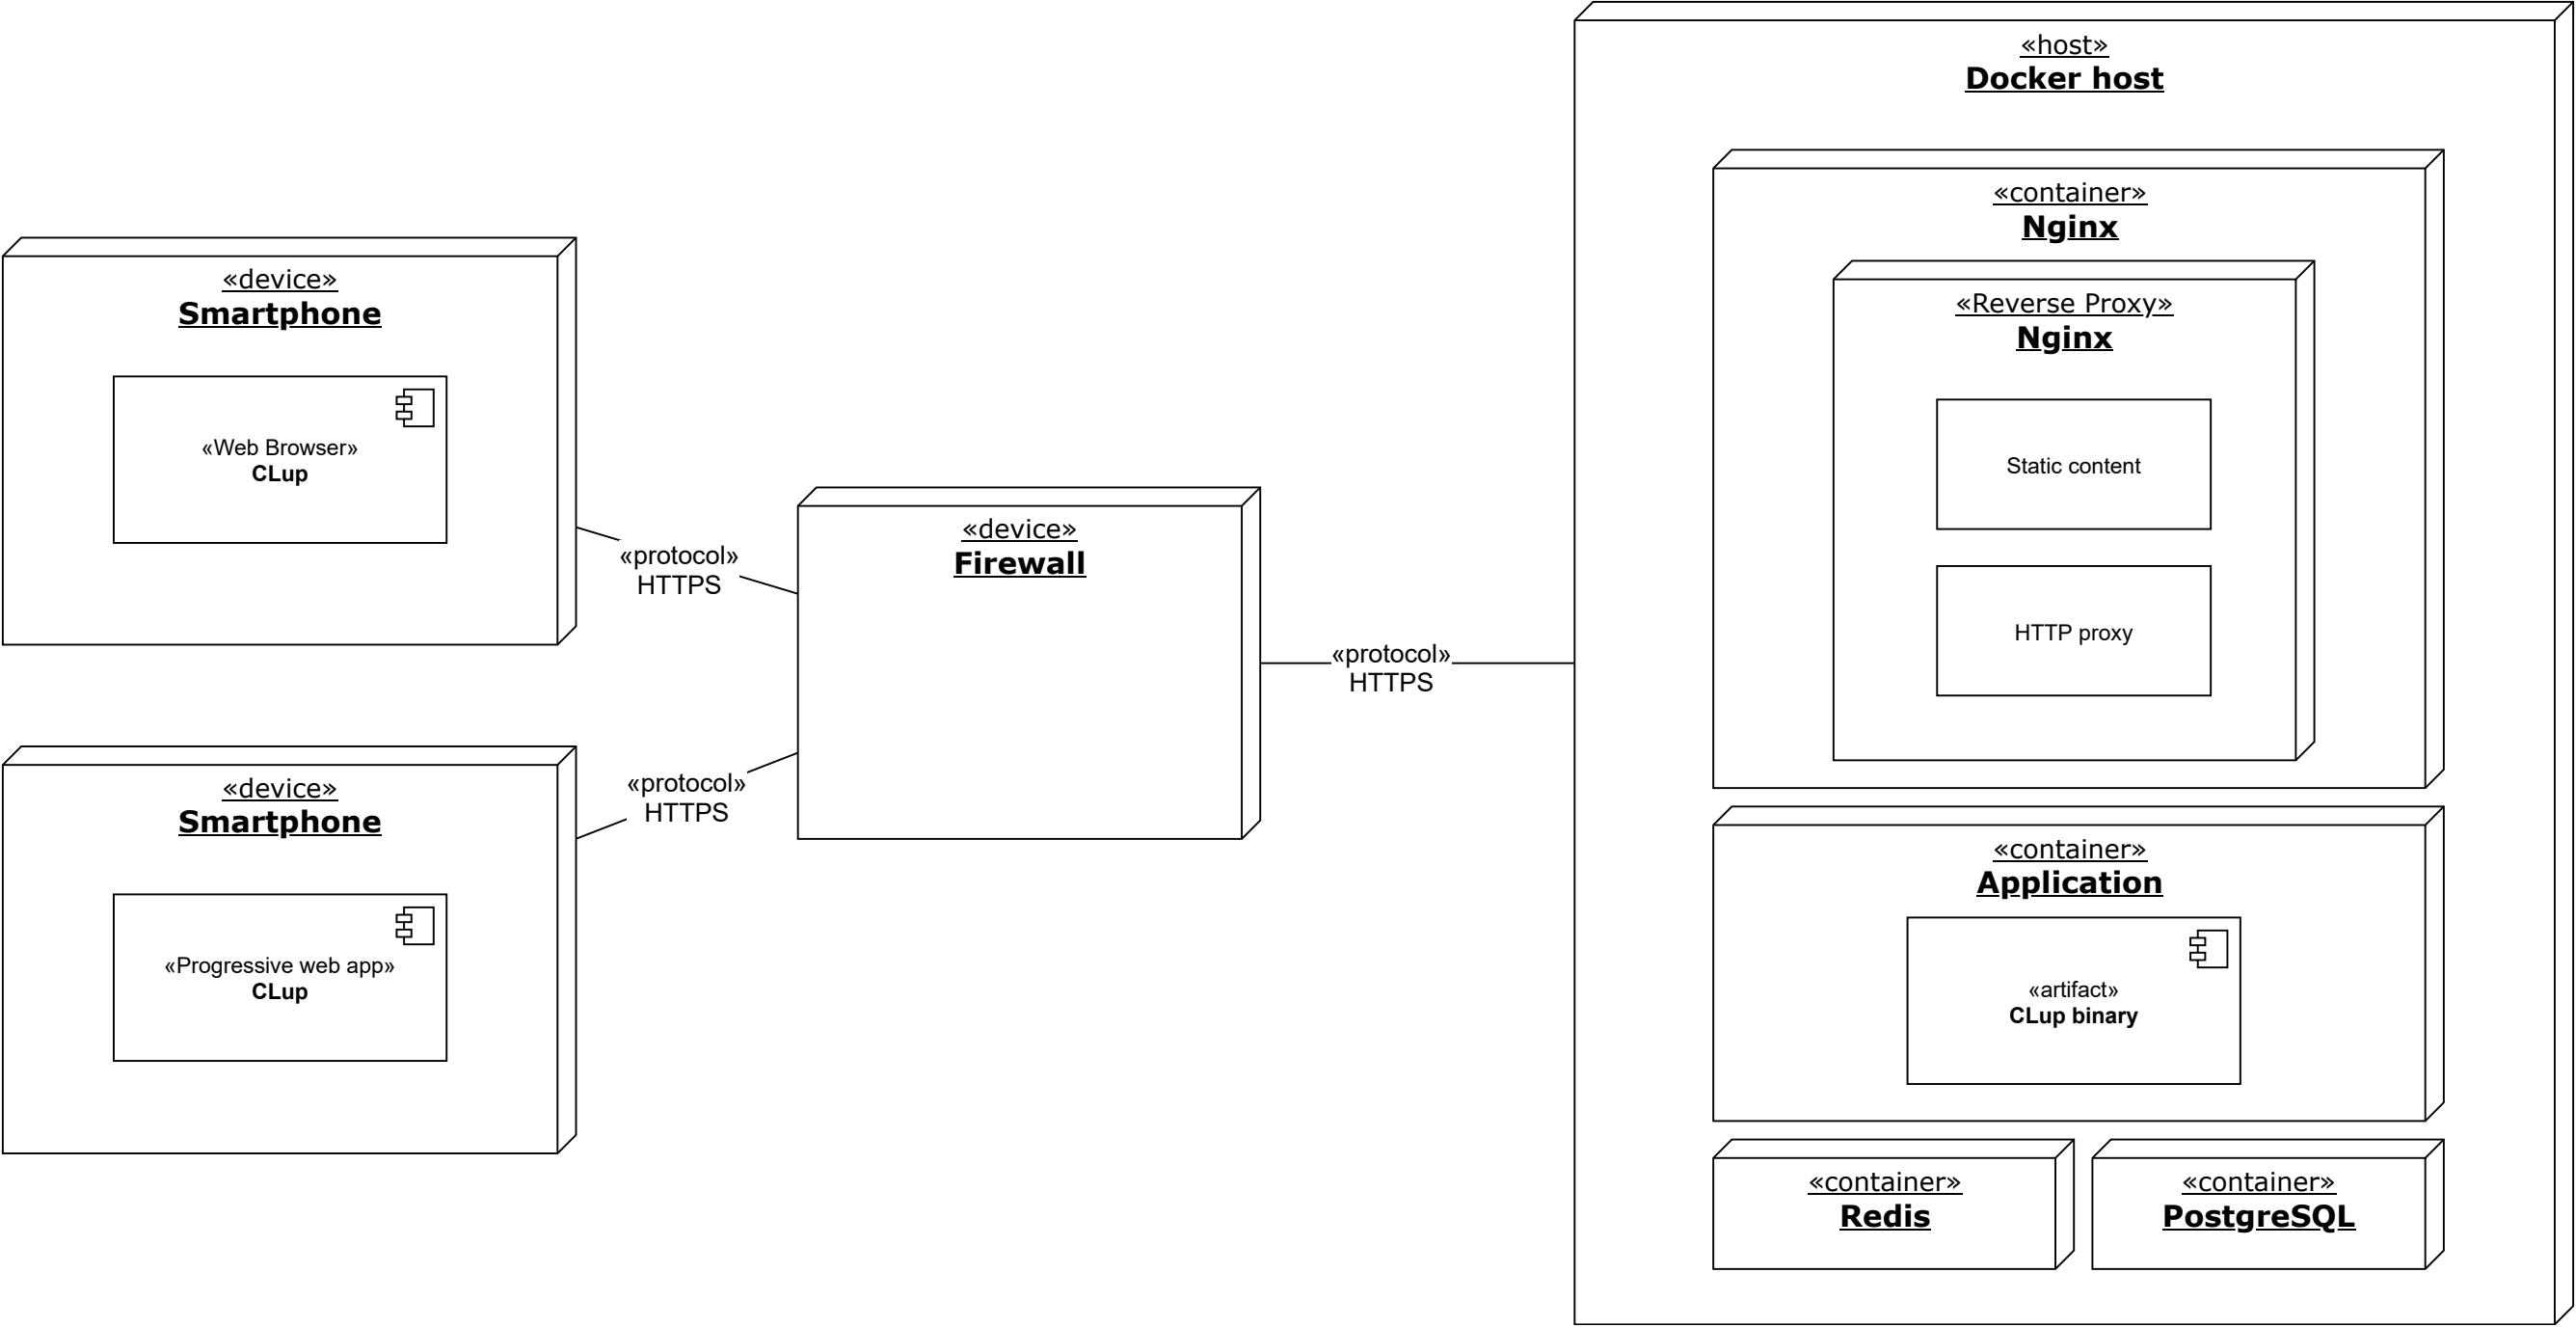 «device»
Smartphone
«Web Browser»
CLup
«protocol»
HTTPS
«device»
Smartphone
«Progressive web app»
CLup
«protocol»
HTTPS
«device»
Firewall
«protocol»
HTTPS
«host»
Docker host
«container»
Nginx
«Reverse Proxy»
Nginx
Static content
HTTP proxy
«container»
Application
«artifact»
CLup binary
«container»
Redis
«container»
PostgreSQL